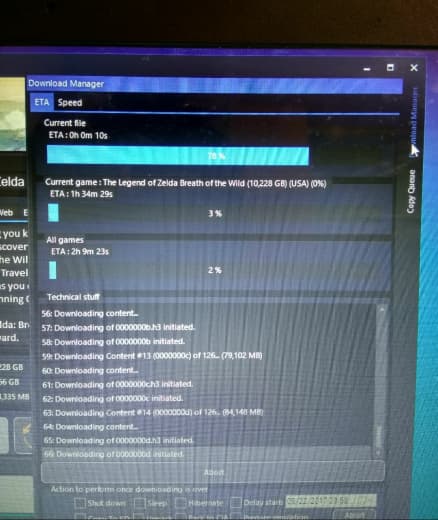 Download Manager
ETA Speed
Current file
ETA : 0h 0m 10s
78 %
Current game : The Legend of Zelda Breath of the Wild (10,228 GB) (USA) (0%)
ETA : 1h 34m 29s
3 %
All games
ETA : 2h 9m 23s
2 %
Technical stuff
56: Downloading content...
57: Downloading of 0000000b.h3 initiated.
58: Downloading of 0000000b initiated.
59: Downloading Content #13 (0000000c) of 126... (79,102 MB)
60: Downloading content...
61: Downloading of 0000000c.h3 initiated.
62: Downloading of 0000000c initiated.
63: Downloading Content #14 (0000000d) of 126... (84,148 MB)
64: Downloading content...
65: Downloading of 0000000d.h3 initiated.
66: Downloading of 0000000d initiated.
About
Action to perform once downloading is over
Shut down Sleep Hibernate Delay start:
Download Manager
Copy Queue
elda
Web E
you k
scover
he Wil
Travel
as you
nning
lda: Br
ard.
228 GB
66 GB
,335 MB